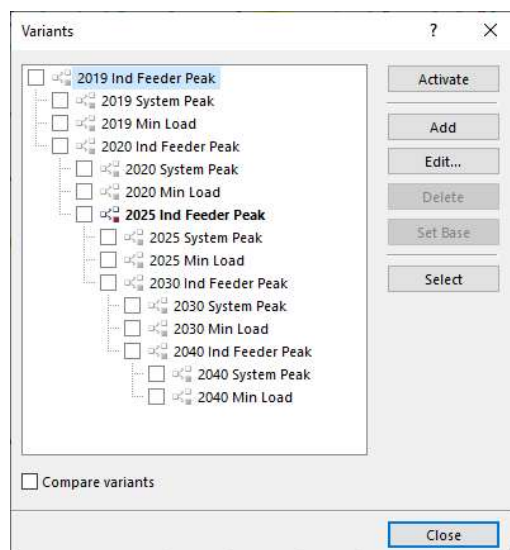 Variants ?
2019 Ind Feeder Peak
2019 System Peak
2019 Min Load
2020 Ind Feeder Peak
2020 System Peak
2020 Min Load
2025 Ind Feeder Peak
2025 System Peak
2025 Min Load
2030 Ind Feeder Peak
2030 System Peak
2030 Min Load
2040 Ind Feeder Peak
2040 System Peak
2040 Min Load
Activate
Add
Edit...
Delete
Set Base
Select
Compare variants
Close